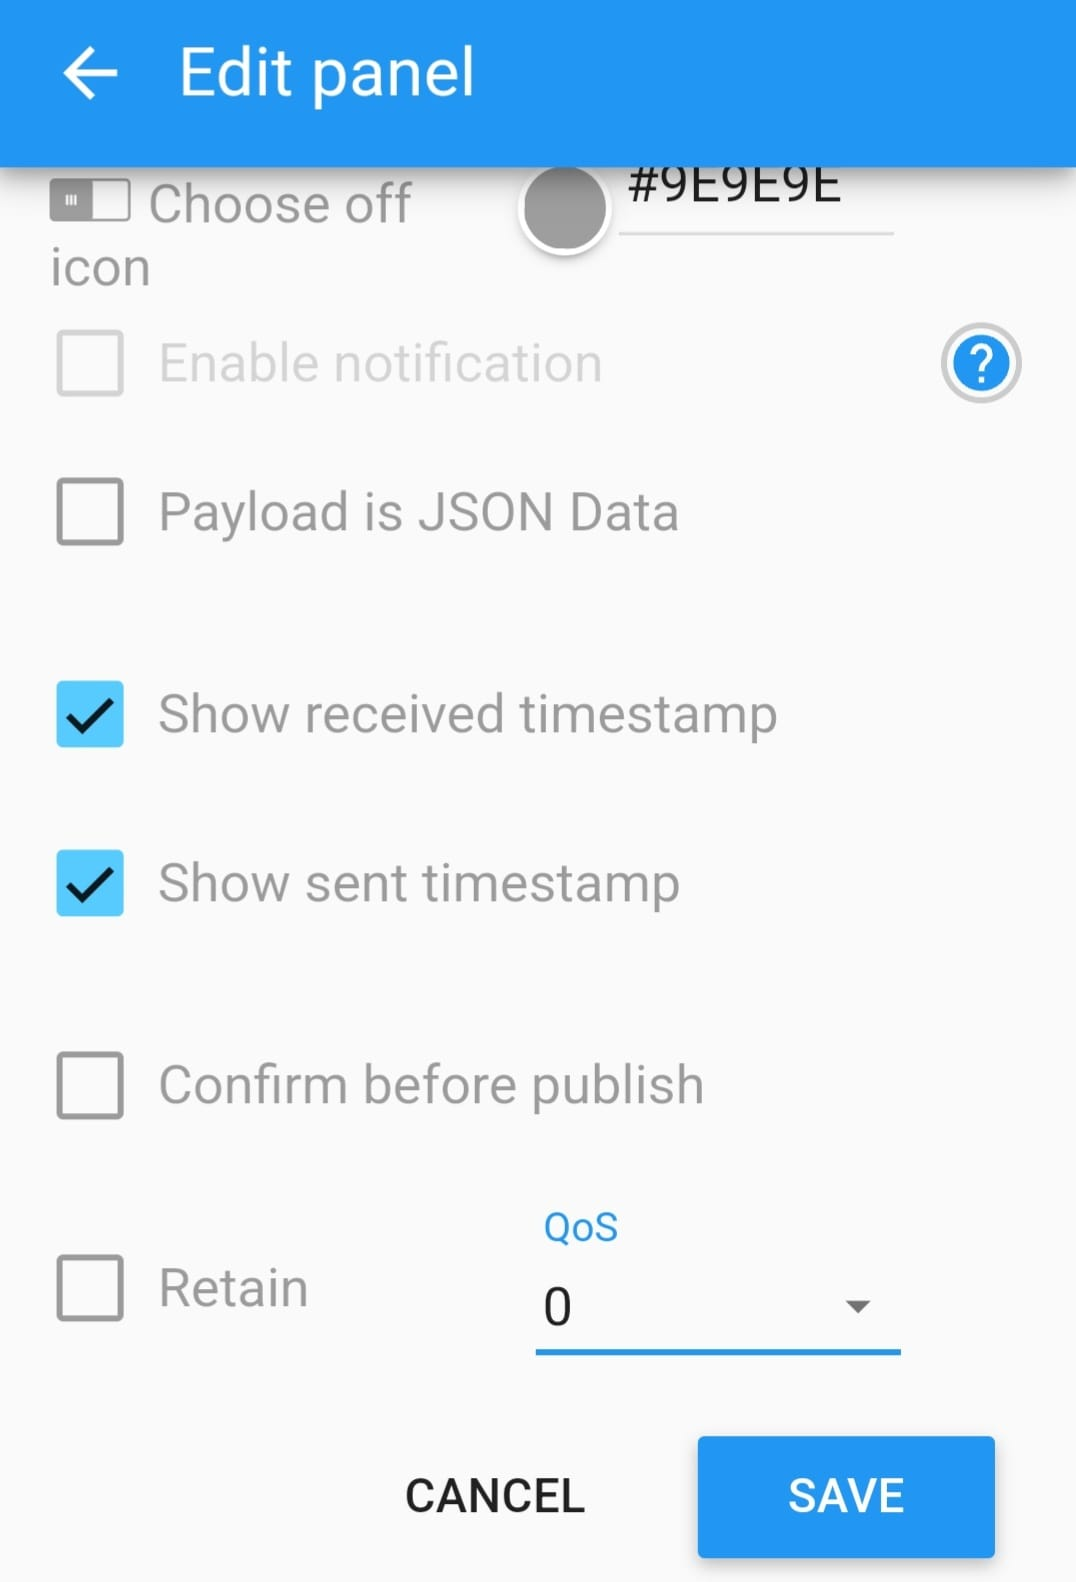 Edit panel
Choose off
icon
#9E9E9E
Enable notification
?
Payload is JSON Data
Show received timestamp
Show sent timestamp
Confirm before publish
QoS
Retain
0
CANCEL
SAVE